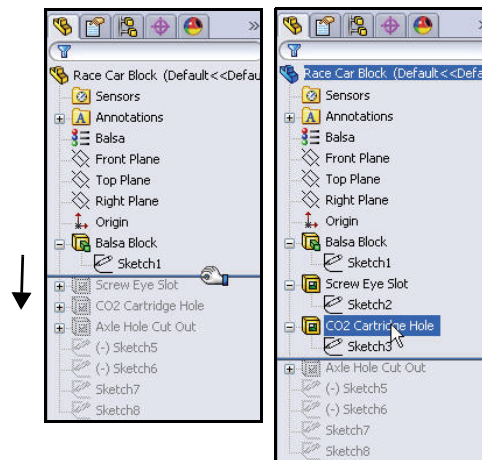 Race Car Block (Default<<Defau
Sensors
Annotations
Balsa
Front Plane
Top Plane
Right Plane
Origin
Balsa Block
Sketch1
Screw Eye Slot
CO2 Cartridge Hole
Axle Hole Cut Out
(-) Sketch5
(-) Sketch6
Sketch7
Sketch8
Race Car Block (Default<<Defa
Sensors
Annotations
Balsa
Front Plane
Top Plane
Right Plane
Origin
Balsa Block
Sketch1
Screw Eye Slot
Sketch2
CO2 Cartridge Hole
Sketch3
Axle Hole Cut Out
(-) Sketch5
(-) Sketch6
Sketch7
Sketch8